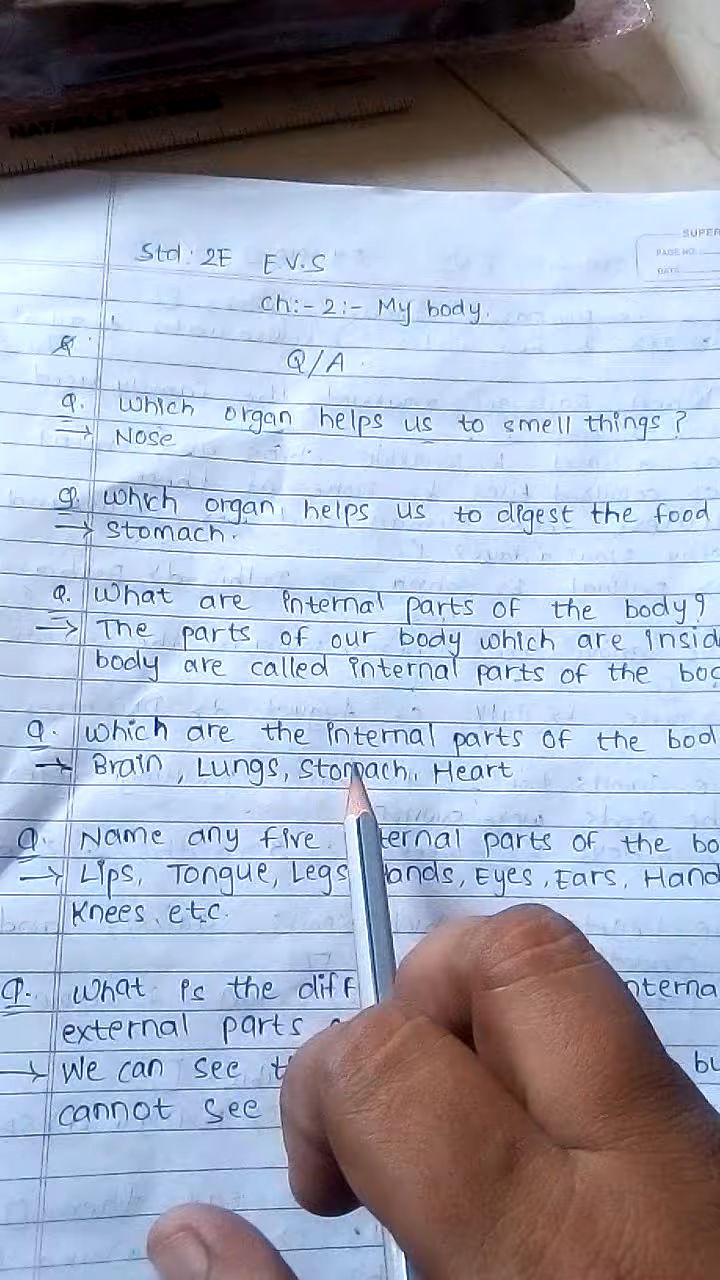 NATARAJ
SUPER
PAGE NO.
DATE
Std: 2E E.V.S
Ch:- 2:- My body.
Q/A
Q. Which organ helps us to smell things?
→ Nose
Q. Which organ helps us to digest the food
→ Stomach.
Q. What are internal parts of the body?
→ The parts of our body which are insid
body are called internal parts of the bod
Q. Which are the internal parts of the bod
→ Brain, Lungs, Stomach, Heart
Q. Name any five ternal parts of the bo
→ Lips, Tongue, Legs ands, Eyes, Ears, Hand
Knees, etc.
Q. What is the diff nterna
external parts
→ We can see t bu
cannot see